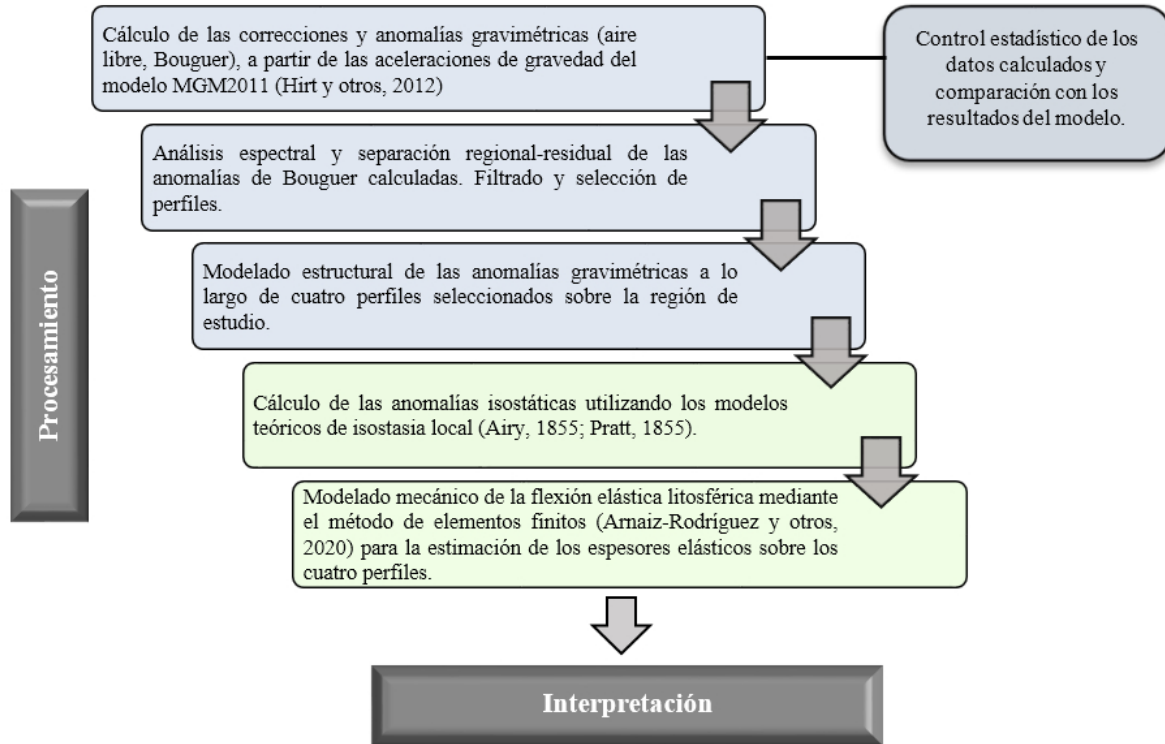 Cálculo de las correcciones y anomalías gravimétricas (aire
libre, Bouguer), a partir de las aceleraciones de gravedad del
modelo MGM2011 (Hirt y otros, 2012)
Control estadístico de los
datos calculados y
comparación con los
resultados del modelo.
Análisis espectral y separación regional-residual de las
anomalías de Bouguer calculadas. Filtrado y selección de
perfiles.
Procesamiento
Modelado estructural de las anomalías gravimétricas a lo
largo de cuatro perfiles seleccionados sobre la región de
estudio.
Cálculo de las anomalías isostáticas utilizando los modelos
teóricos de isostasia local (Airy, 1855; Pratt, 1855).
Modelado mecánico de la flexión elástica litosférica mediante
el método de elementos finitos (Arnaiz-Rodríguez y otros,
2020) para la estimación de los espesores elásticos sobre los
cuatro perfiles.
Interpretación